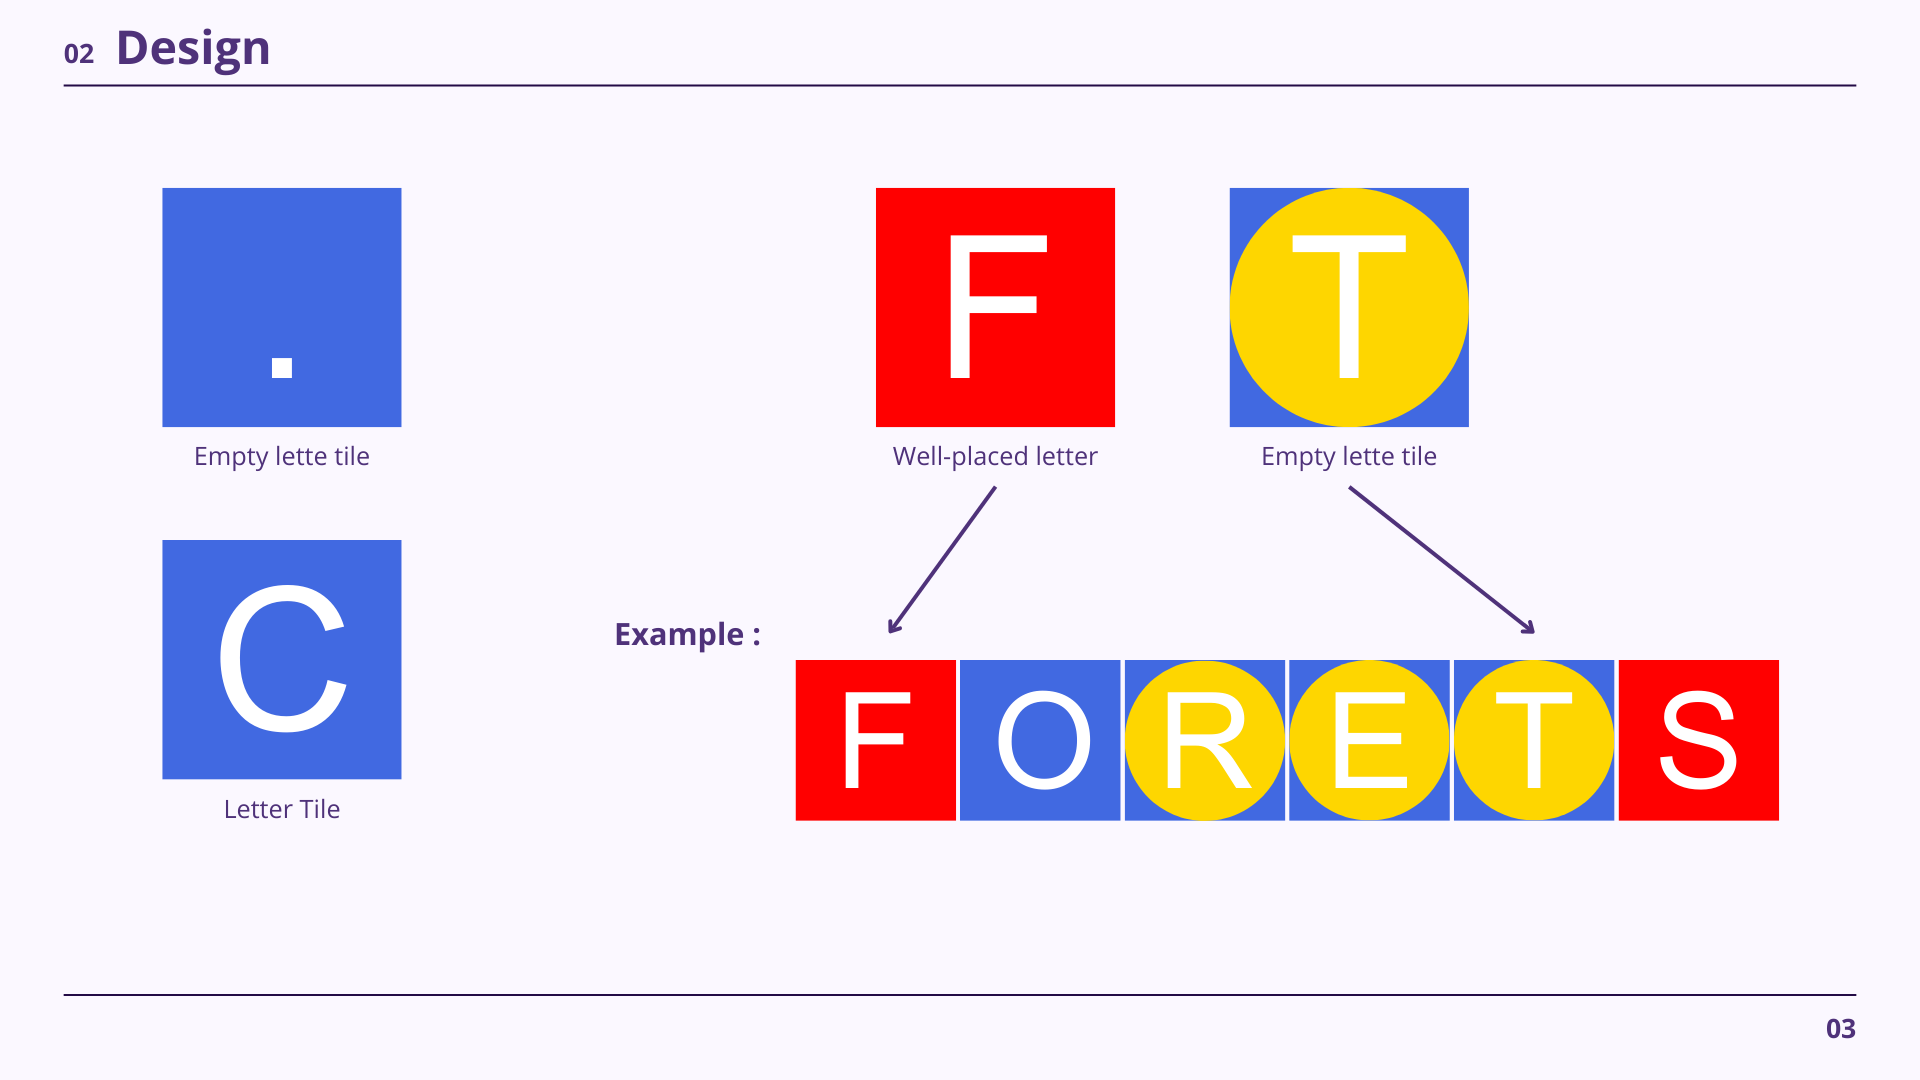 02 Design
.
Empty lette tile
C
Letter Tile
F
Well-placed letter
T
Empty lette tile
Example :
F O R E T S
03